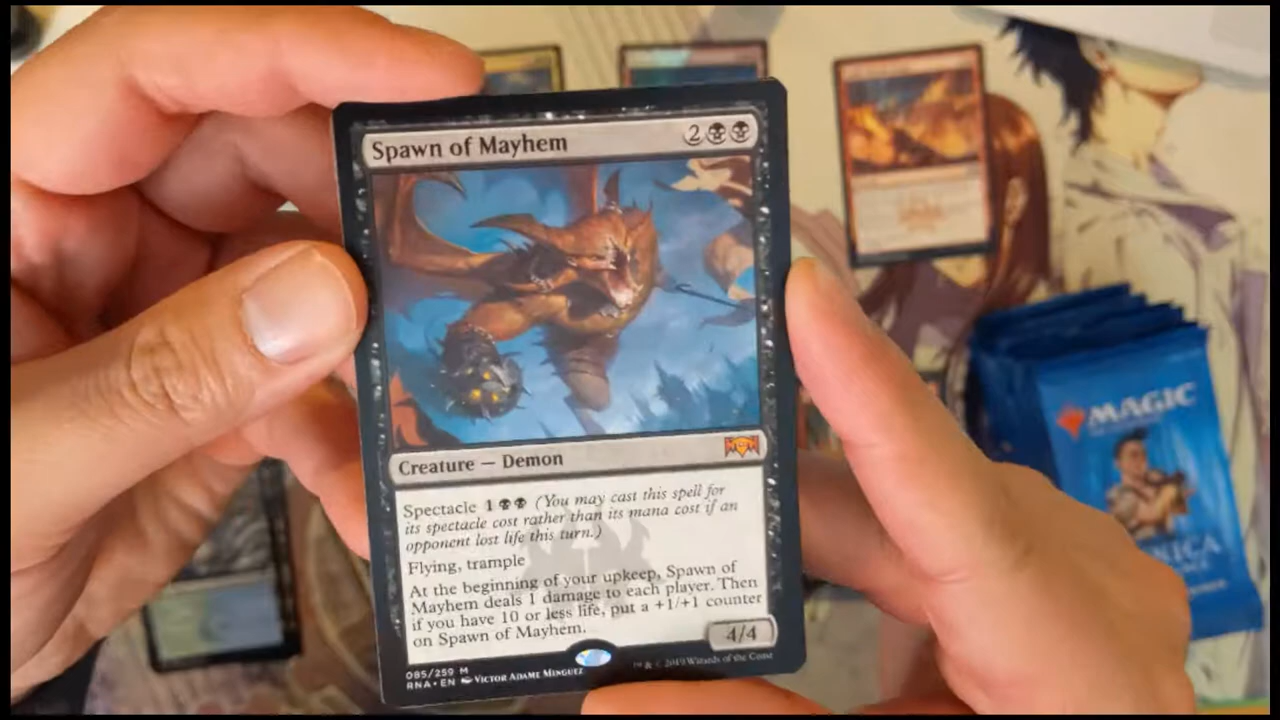 Spawn of Mayhem 2
Creature — Demon
Spectacle 1 (You may cast this spell for
its spectacle cost rather than its mana cost if an
opponent lost life this turn.)
Flying, trample
At the beginning of your upkeep, Spawn of
Mayhem deals 1 damage to each player. Then
if you have 10 or less life, put a +1/+1 counter
on Spawn of Mayhem.
4/4
085/259 M
RNA • EN VICTOR ADAME MINGUEZ
™ & © 2019 Wizards of the Coast
MAGIC